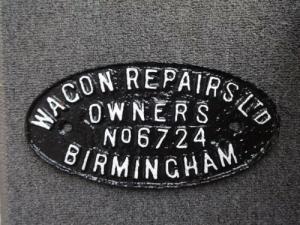 WAGON REPAIRS LTD
OWNERS
No 6724
BIRMINGHAM